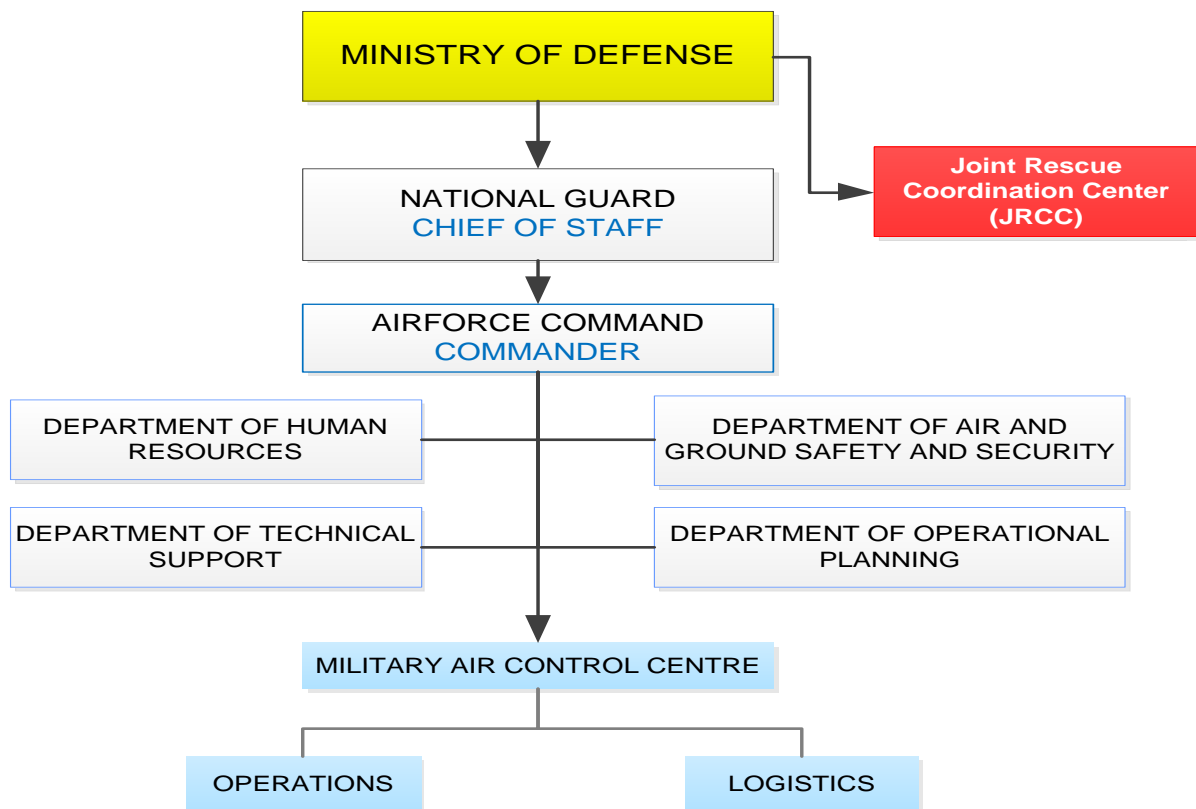 MINISTRY OF DEFENSE
Joint Rescue
Coordination Center
(JRCC)
NATIONAL GUARD
CHIEF OF STAFF
AIRFORCE COMMAND
COMMANDER
DEPARTMENT OF HUMAN
RESOURCES
DEPARTMENT OF AIR AND
GROUND SAFETY AND SECURITY
DEPARTMENT OF TECHNICAL
SUPPORT
DEPARTMENT OF OPERATIONAL
PLANNING
MILITARY AIR CONTROL CENTRE
OPERATIONS
LOGISTICS